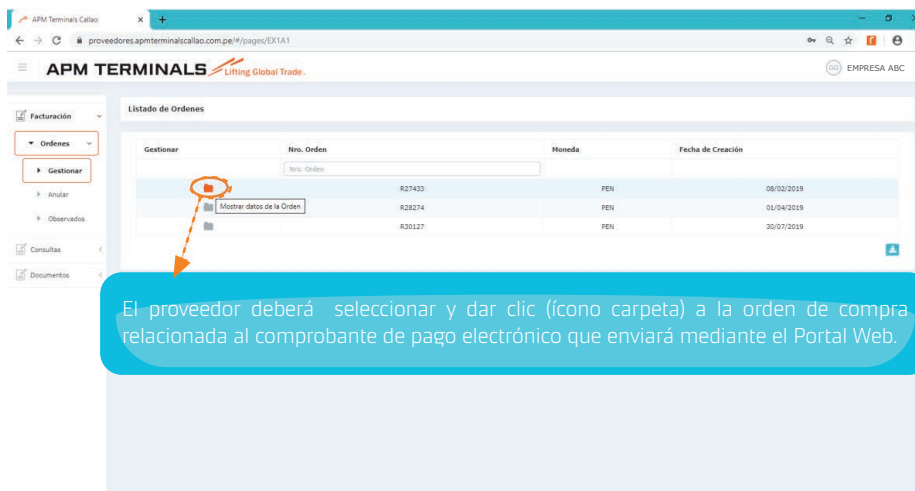 APM Terminals Callao
proveedores.apmterminalscallao.com.pe/#/pages/EX1A1
APM TERMINALS Lifting Global Trade.
GO EMPRESA ABC
Facturación
Ordenes
Gestionar
Anular
Observados
Consultas
Documentos
Listado de Ordenes
Gestionar Nro. Orden Moneda Fecha de Creación
Nro. Orden
R27433 PEN 08/02/2019
Mostrar datos de la Orden R28274 PEN 01/04/2019
R30127 PEN 30/07/2019
El proveedor deberá seleccionar y dar clic (ícono carpeta) a la orden de compra
relacionada al comprobante de pago electrónico que enviará mediante el Portal Web.